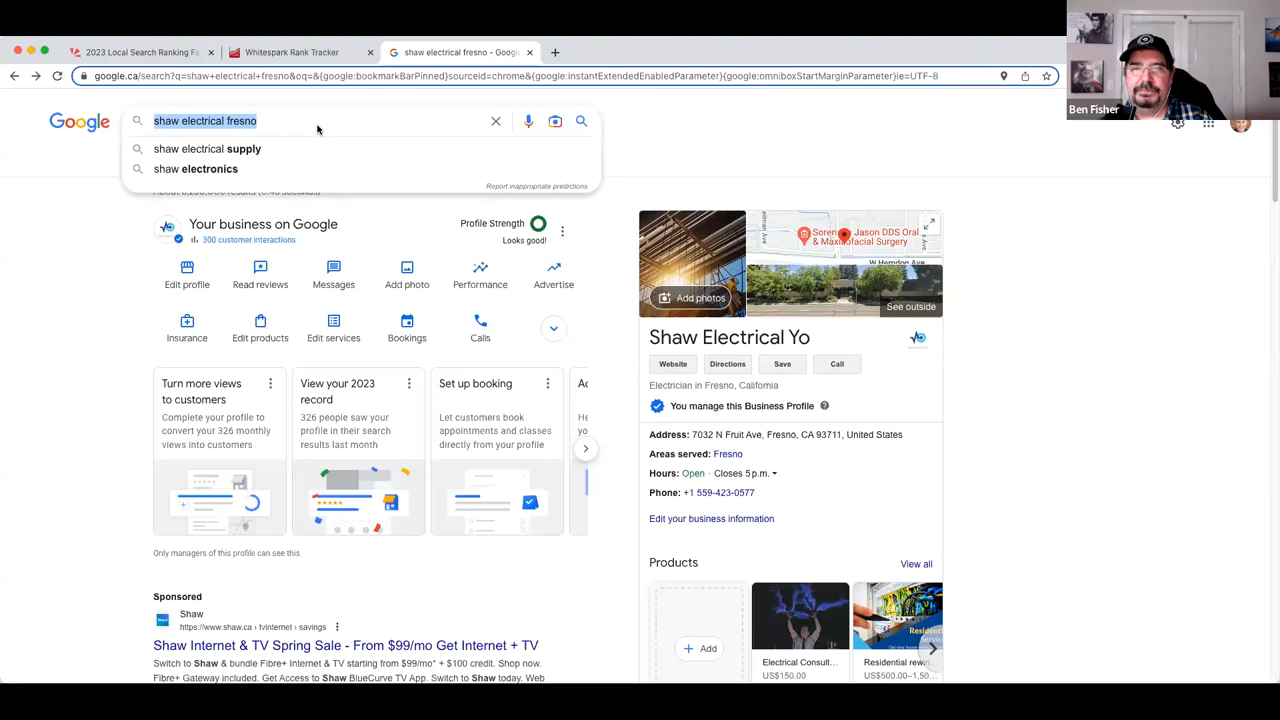 2023 Local Search Ranking Fa
Whitespark Rank Tracker
shaw electrical fresno - Googl
google.ca/search?q=shaw+electrical+fresno&oq=&{google:bookmarkBarPinned}sourceid=chrome&{google:instantExtendedEnabledParameter}{google:omniboxStartMarginParameter}ie=UTF-8
Ben Fisher
Google
shaw electrical fresno
shaw electrical supply
shaw electronics
Report inappropriate predictions
Your business on Google
300 customer interactions
Profile Strength
Looks good!
Edit profile
Read reviews
Messages
Add photo
Performance
Advertise
Insurance
Edit products
Edit services
Bookings
Calls
Turn more views
to customers
Complete your profile to
convert your 326 monthly
views into customers
View your 2023
record
326 people saw your
profile in their search
results last month
Set up booking
Let customers book
appointments and classes
directly from your profile
Only managers of this profile can see this
Sponsored
Shaw
https://www.shaw.ca › tvinternet › savings
Shaw Internet & TV Spring Sale - From $99/mo Get Internet + TV
Switch to Shaw & bundle Fibre+ Internet & TV starting from $99/mo* + $100 credit. Shop now.
Fibre+ Gateway included. Get Access to Shaw BlueCurve TV App. Switch to Shaw today. Web
Add photos
Soren Jason DDS Oral
& Maxillofacial Surgery
W Herndon Ave
See outside
Shaw Electrical Yo
Website
Directions
Save
Call
Electrician in Fresno, California
You manage this Business Profile
Address: 7032 N Fruit Ave, Fresno, CA 93711, United States
Areas served: Fresno
Hours: Open · Closes 5 p.m.
Phone: +1 559-423-0577
Edit your business information
Products
View all
Add
Electrical Consult...
US$150.00
Residential rewi
US$500.00–1,50...